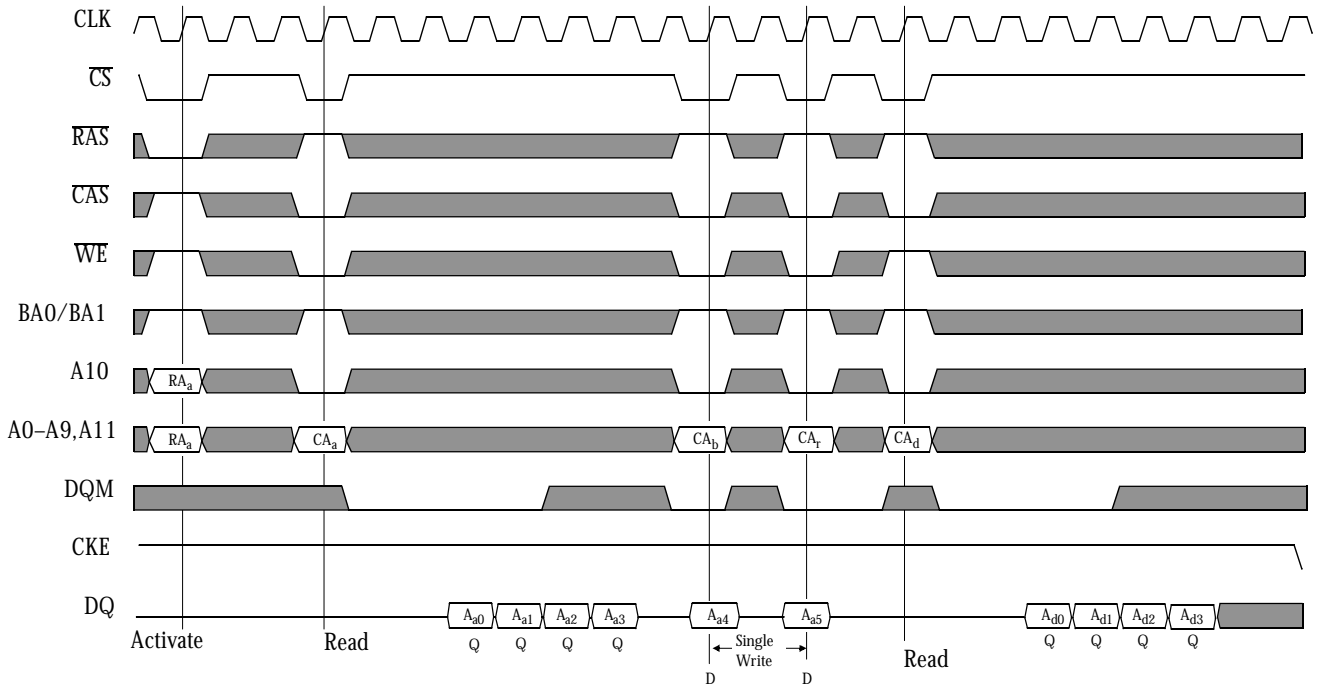 CLK
CS
RAS
CAS
WE
BA0/BA1
A10 RAa
A0–A9,A11 RAa CAa CAb CAr CAd
DQM
CKE
DQ Aa0 Aa1 Aa2 Aa3 Aa4 Aa5 Ad0 Ad1 Ad2 Ad3
Activate Read Q Q Q Q Single Write Read Q Q Q Q
D D